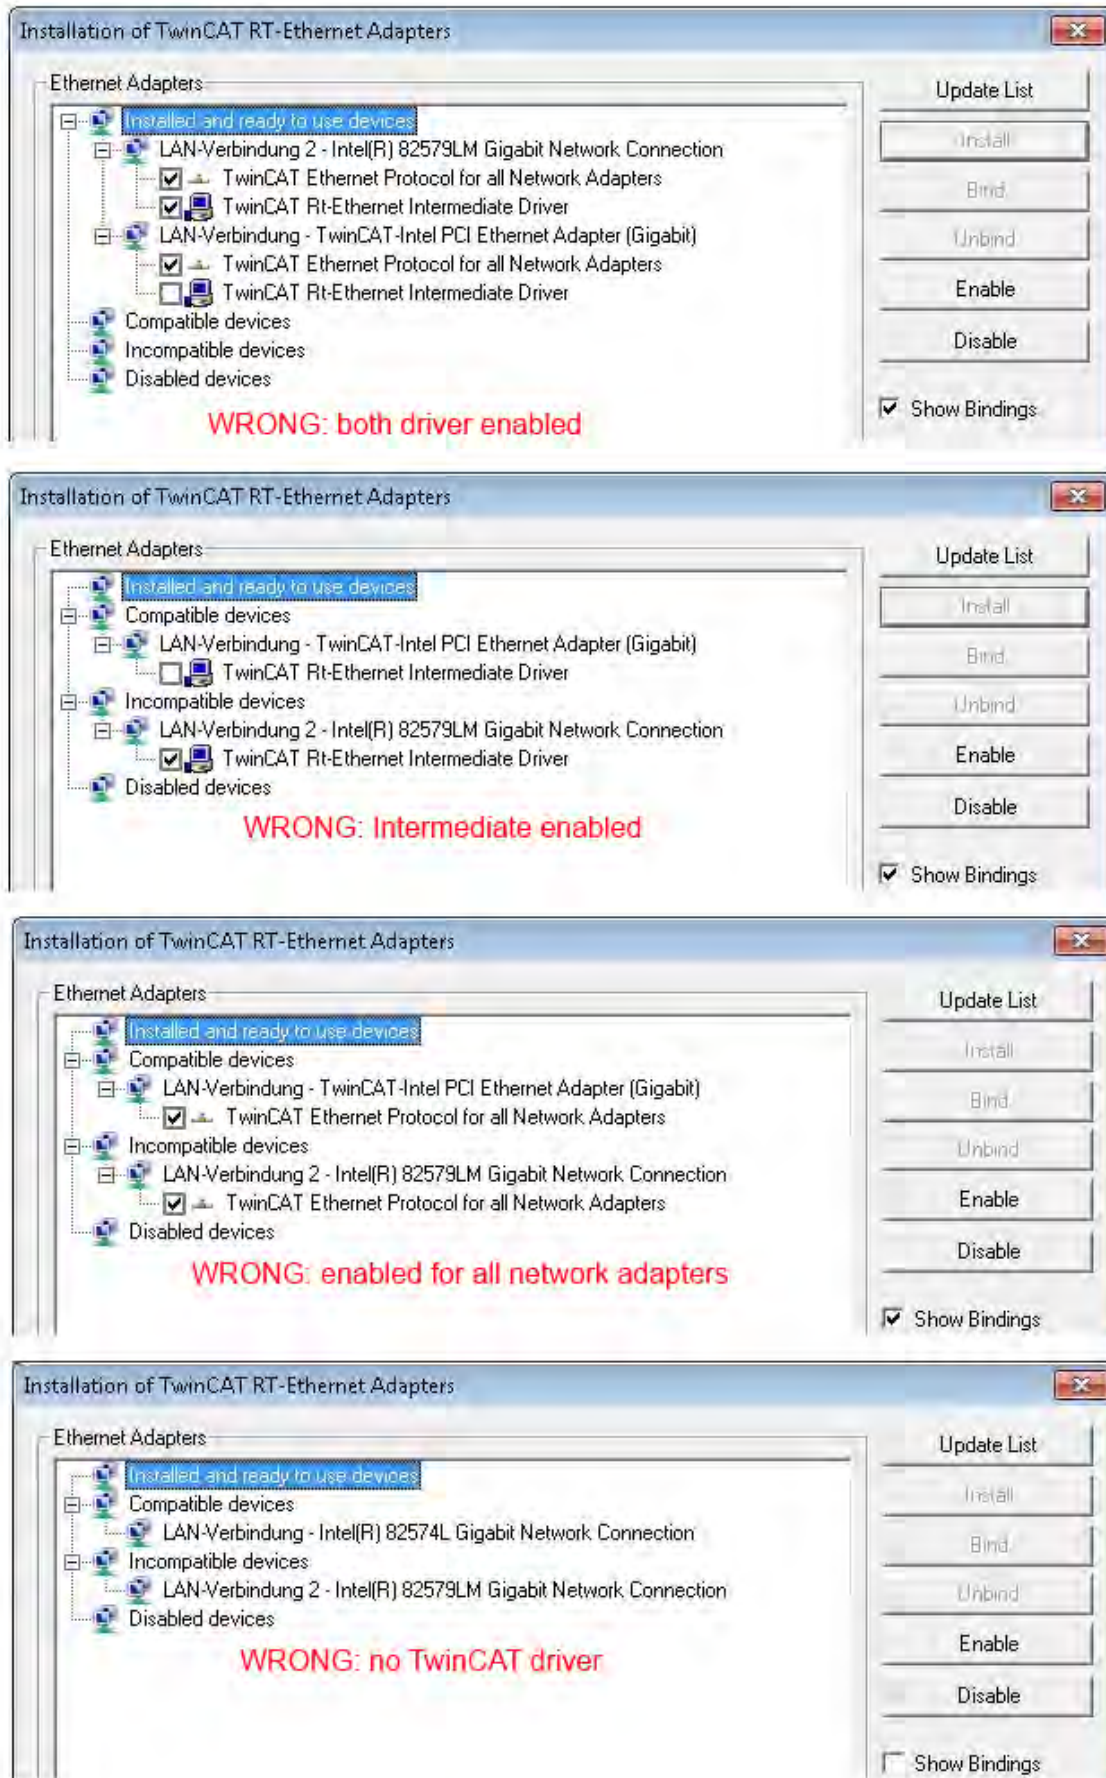 Installation of TwinCAT RT-Ethernet Adapters
Ethernet Adapters
Update List
Installed and ready to use devices
Install
LAN-Verbindung 2 - Intel(R) 82579LM Gigabit Network Connection
TwinCAT Ethernet Protocol for all Network Adapters
Bind
TwinCAT Rt-Ethernet Intermediate Driver
LAN-Verbindung - TwinCAT-Intel PCI Ethernet Adapter (Gigabit)
Unbind
TwinCAT Ethernet Protocol for all Network Adapters
TwinCAT Rt-Ethernet Intermediate Driver
Enable
Compatible devices
Incompatible devices
Disable
Disabled devices
WRONG: both driver enabled
Show Bindings
Installation of TwinCAT RT-Ethernet Adapters
Ethernet Adapters
Update List
Installed and ready to use devices
Install
Compatible devices
LAN-Verbindung - TwinCAT-Intel PCI Ethernet Adapter (Gigabit)
Bind
TwinCAT Rt-Ethernet Intermediate Driver
Incompatible devices
Unbind
LAN-Verbindung 2 - Intel(R) 82579LM Gigabit Network Connection
TwinCAT Rt-Ethernet Intermediate Driver
Enable
Disabled devices
Disable
WRONG: Intermediate enabled
Show Bindings
Installation of TwinCAT RT-Ethernet Adapters
Ethernet Adapters
Update List
Installed and ready to use devices
Install
Compatible devices
LAN-Verbindung - TwinCAT-Intel PCI Ethernet Adapter (Gigabit)
Bind
TwinCAT Ethernet Protocol for all Network Adapters
Incompatible devices
Unbind
LAN-Verbindung 2 - Intel(R) 82579LM Gigabit Network Connection
TwinCAT Ethernet Protocol for all Network Adapters
Enable
Disabled devices
Disable
WRONG: enabled for all network adapters
Show Bindings
Installation of TwinCAT RT-Ethernet Adapters
Ethernet Adapters
Update List
Installed and ready to use devices
Install
Compatible devices
LAN-Verbindung - Intel(R) 82574L Gigabit Network Connection
Bind
Incompatible devices
LAN-Verbindung 2 - Intel(R) 82579LM Gigabit Network Connection
Unbind
Disabled devices
Enable
WRONG: no TwinCAT driver
Disable
Show Bindings